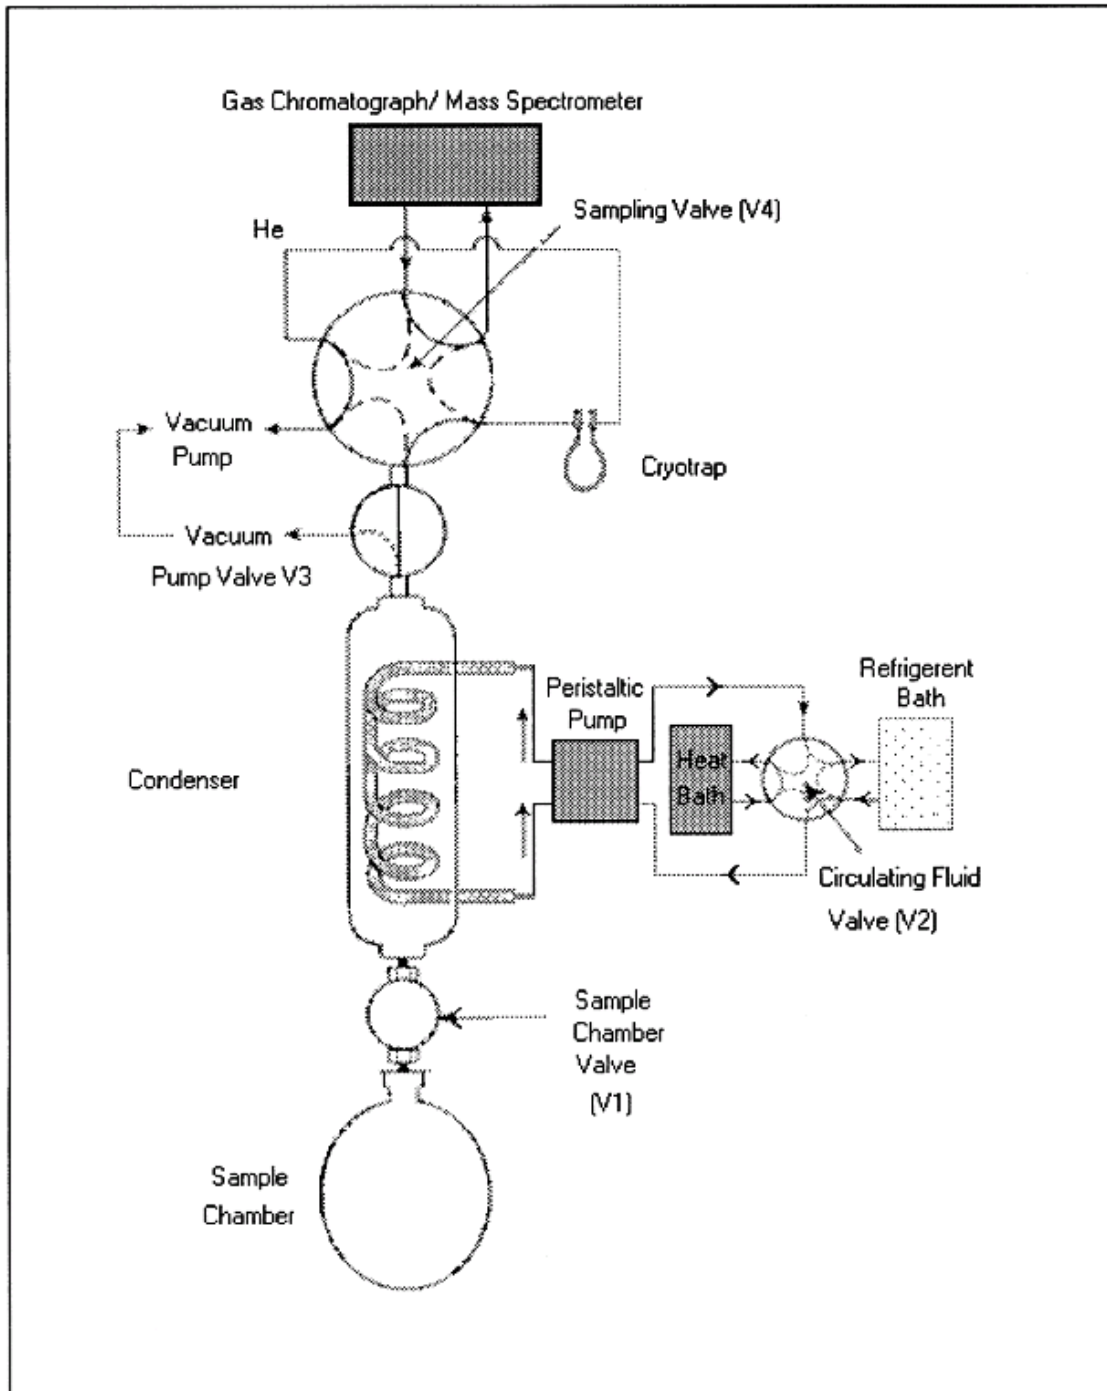 Gas Chromatograph/ Mass Spectrometer
Sampling Valve (V4)
He
Vacuum
Pump
Cryotrap
Vacuum
Pump Valve V3
Refrigerent
Bath
Peristaltic
Pump
Heat
Bath
Condenser
Circulating Fluid
Valve (V2)
Sample
Chamber
Valve
(V1)
Sample
Chamber